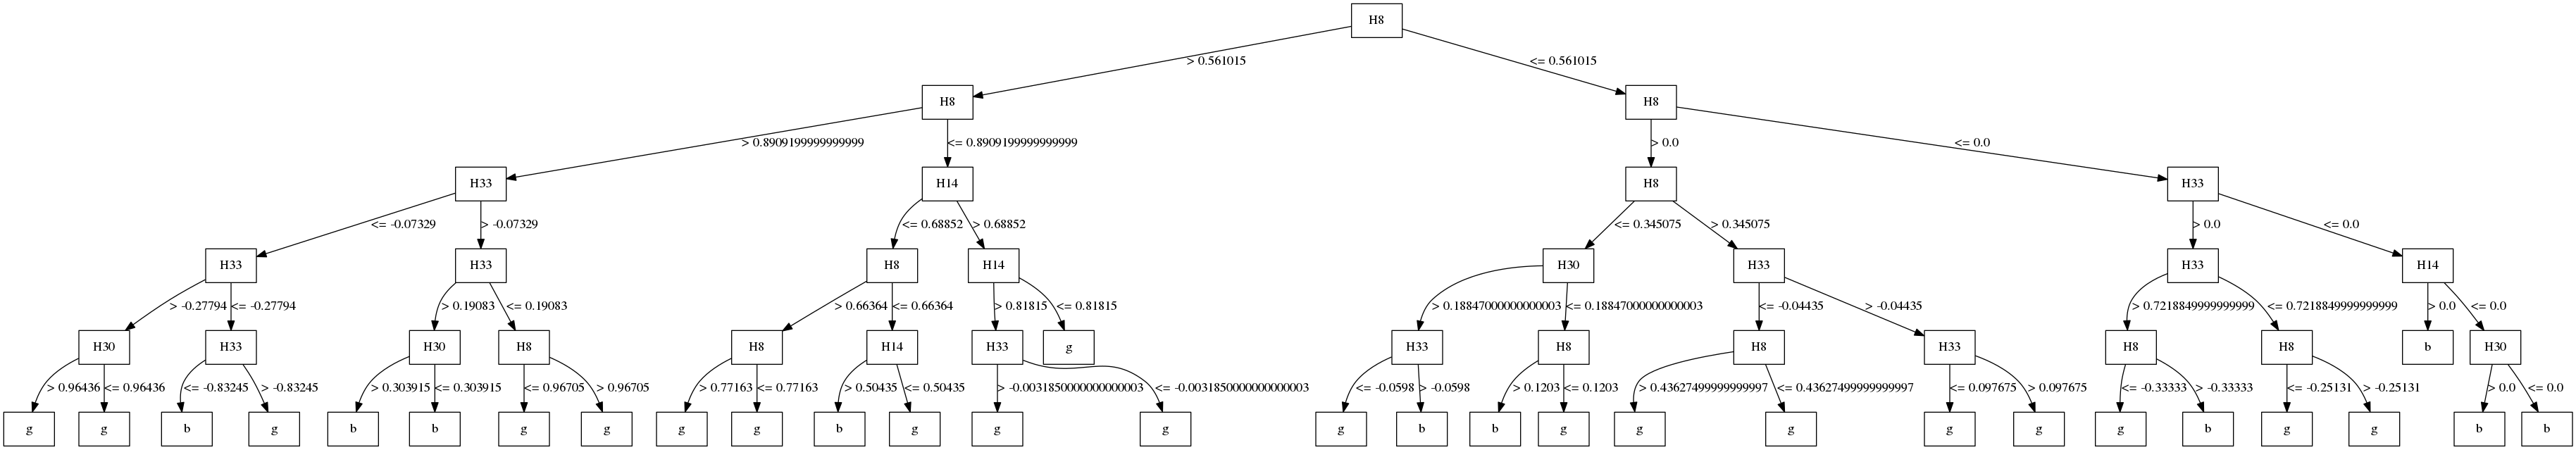 H8
> 0.561015 <= 0.561015
H8 H8
> 0.8909199999999999 <= 0.8909199999999999 > 0.0 <= 0.0
H33 H14 H8 H33
<= -0.07329 > -0.07329 <= 0.68852 > 0.68852 <= 0.345075 > 0.345075 > 0.0 <= 0.0
H33 H33 H8 H14 H30 H33 H33 H14
> -0.27794 <= -0.27794 > 0.19083 <= 0.19083 > 0.66364 <= 0.66364 > 0.81815 <= 0.81815 > 0.18847000000000003 <= 0.18847000000000003 <= -0.04435 > -0.04435 > 0.7218849999999999 <= 0.7218849999999999 > 0.0 <= 0.0
H30 H33 H30 H8 H8 H14 H33 g H33 H8 H8 H33 H8 H8 b H30
> 0.96436 <= 0.96436 <= -0.83245 > -0.83245 > 0.303915 <= 0.303915 <= 0.96705 > 0.96705 > 0.77163 <= 0.77163 > 0.50435 <= 0.50435 > -0.0031850000000000003 <= -0.0031850000000000003 <= -0.0598 > -0.0598 > 0.1203 <= 0.1203 > 0.43627499999999997 <= 0.43627499999999997 <= 0.097675 > 0.097675 <= -0.33333 > -0.33333 <= -0.25131 > -0.25131 > 0.0 <= 0.0
g g b g b b g g g g b g g g g b b g g g g g g b g g b b